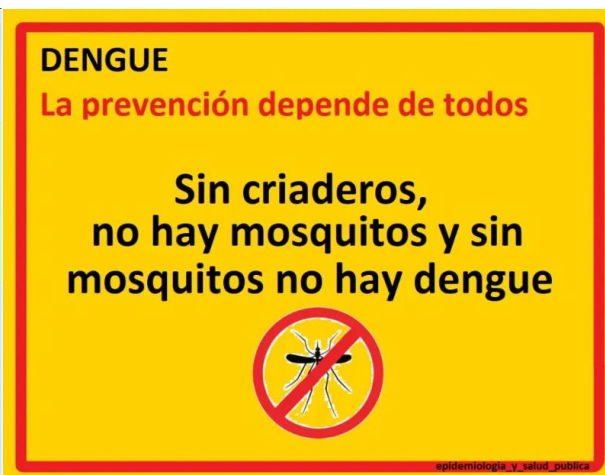 DENGUE
La prevención depende de todos
Sin criaderos,
no hay mosquitos y sin
mosquitos no hay dengue
epidemiologia_y_salud_publica